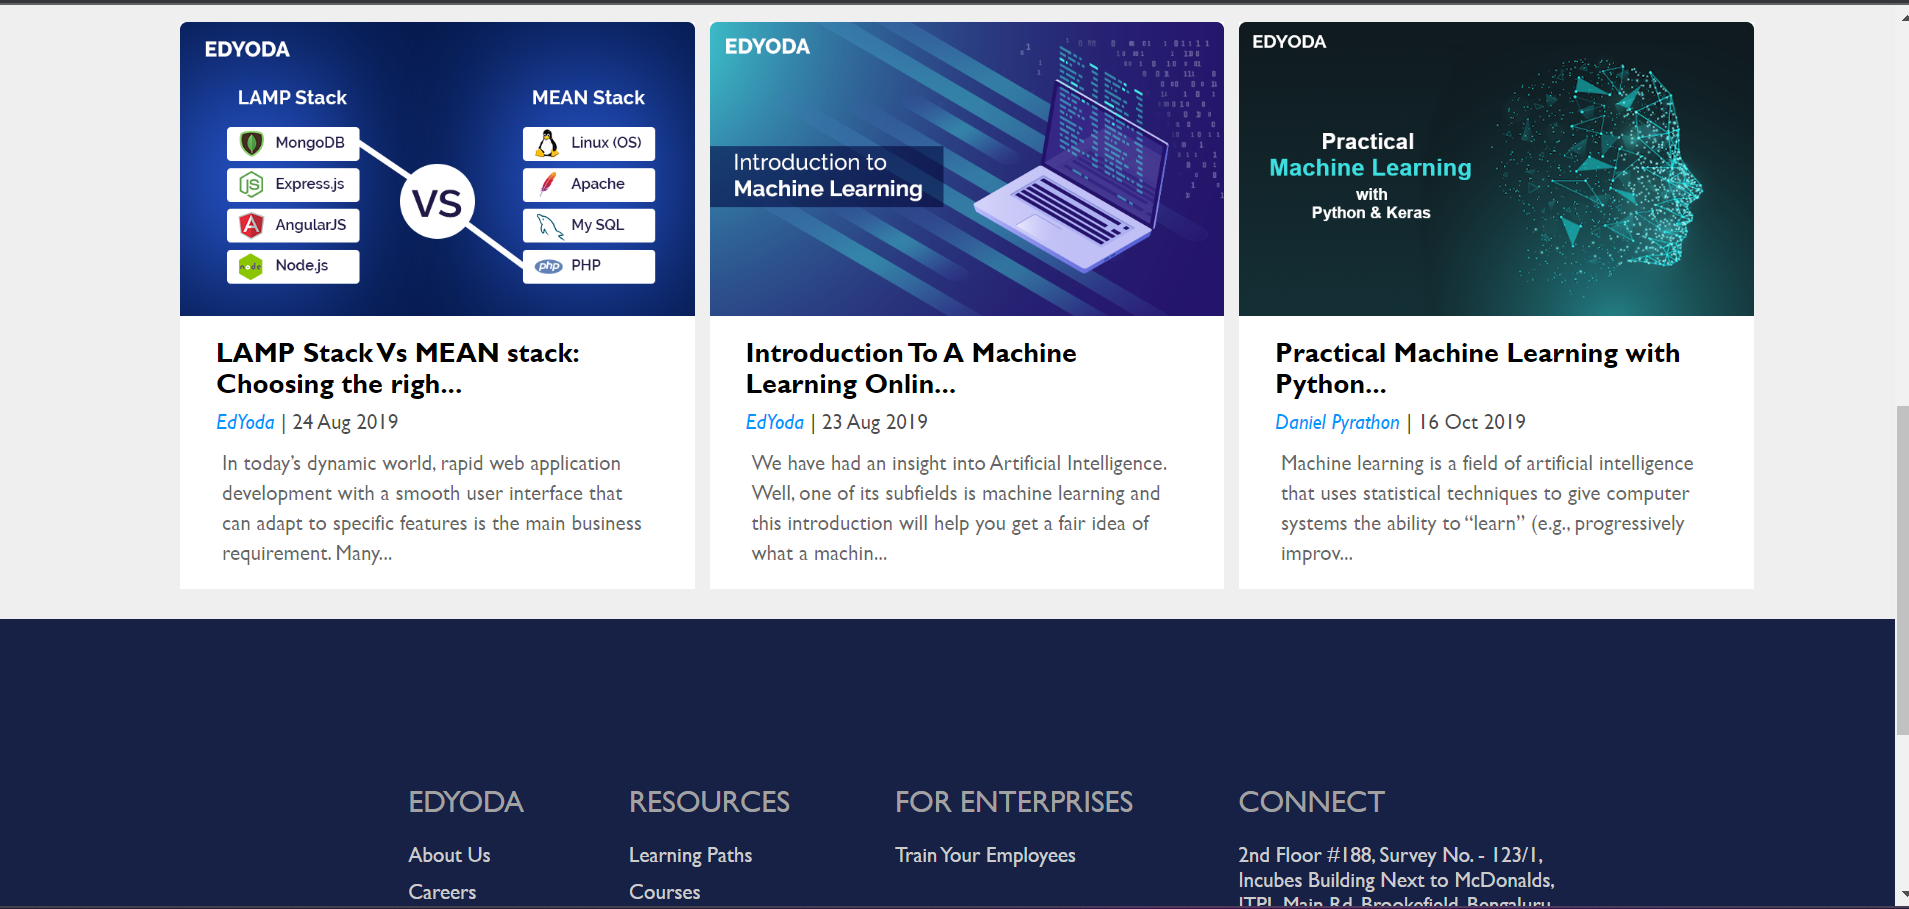 EDYODA
LAMP Stack
MongoDB
Express.js
AngularJS
Node.js
VS
MEAN Stack
Linux (OS)
Apache
My SQL
php PHP
LAMP Stack Vs MEAN stack:
Choosing the righ...
EdYoda | 24 Aug 2019
In today’s dynamic world, rapid web application
development with a smooth user interface that
can adapt to specific features is the main business
requirement. Many...
EDYODA
Introduction to
Machine Learning
Introduction To A Machine
Learning Onlin...
EdYoda | 23 Aug 2019
We have had an insight into Artificial Intelligence.
Well, one of its subfields is machine learning and
this introduction will help you get a fair idea of
what a machin...
EDYODA
Practical
Machine Learning
with
Python & Keras
Practical Machine Learning with
Python...
Daniel Pyrathon | 16 Oct 2019
Machine learning is a field of artificial intelligence
that uses statistical techniques to give computer
systems the ability to “learn” (e.g., progressively
improv...
EDYODA
About Us
Careers
RESOURCES
Learning Paths
Courses
FOR ENTERPRISES
Train Your Employees
CONNECT
2nd Floor #188, Survey No. - 123/1,
Incubes Building Next to McDonalds,
ITPL Main Rd, Brookefield, Bengaluru,